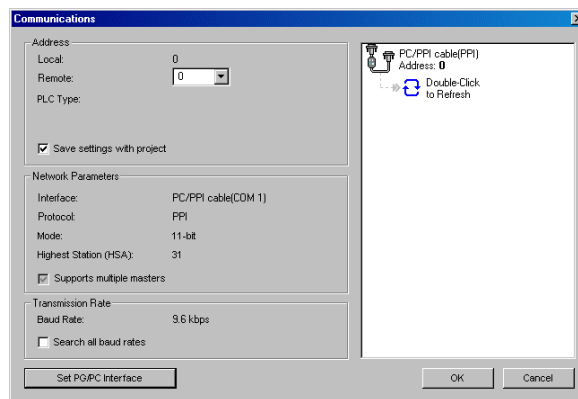 Communications
Address
Local: 0
Remote: 0
PLC Type:
Save settings with project
Network Parameters
Interface: PC/PPI cable(COM 1)
Protocol: PPI
Mode: 11-bit
Highest Station (HSA): 31
Supports multiple masters
Transmission Rate
Baud Rate: 9.6 kbps
Search all baud rates
Set PG/PC Interface
PC/PPI cable(PPI)
Address: 0
Double-Click
to Refresh
OK Cancel